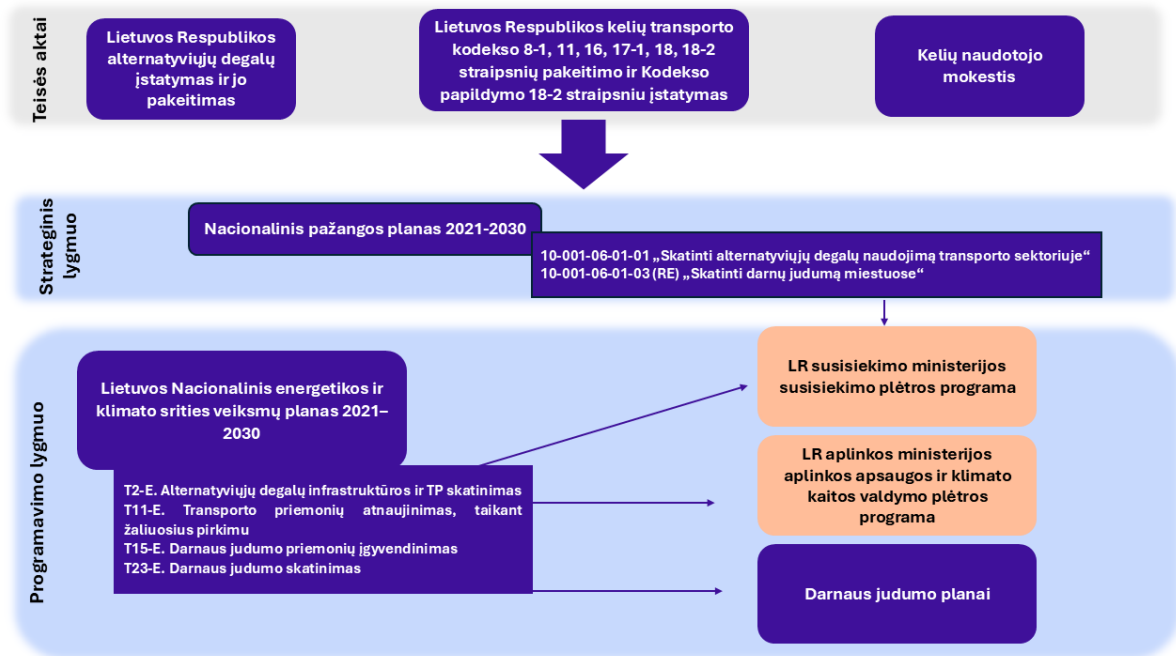 Teisės aktai
Lietuvos Respublikos
alternatyviųjų degalų
įstatymas ir jo
pakeitimas
Lietuvos Respublikos kelių transporto
kodekso 8-1, 11, 16, 17-1, 18, 18-2
straipsnių pakeitimo ir Kodekso
papildymo 18-2 straipsniu įstatymas
Kelių naudotojo
mokestis
Strateginis
lygmuo
Nacionalinis pažangos planas 2021-2030
10-001-06-01-01 „Skatinti alternatyviųjų degalų naudojimą transporto sektoriuje“
10-001-06-01-03 (RE) „Skatinti darnų judumą miestuose“
Programavimo lygmuo
Lietuvos Nacionalinis energetikos ir
klimato srities veiksmų planas 2021–
2030
T2-E. Alternatyviųjų degalų infrastruktūros ir TP skatinimas
T11-E. Transporto priemonių atnaujinimas, taikant
žaliuosius pirkimu
T15-E. Darnaus judumo priemonių įgyvendinimas
T23-E. Darnaus judumo skatinimas
LR susisiekimo ministerijos
susisiekimo plėtros programa
LR aplinkos ministerijos
aplinkos apsaugos ir klimato
kaitos valdymo plėtros
programa
Darnaus judumo planai